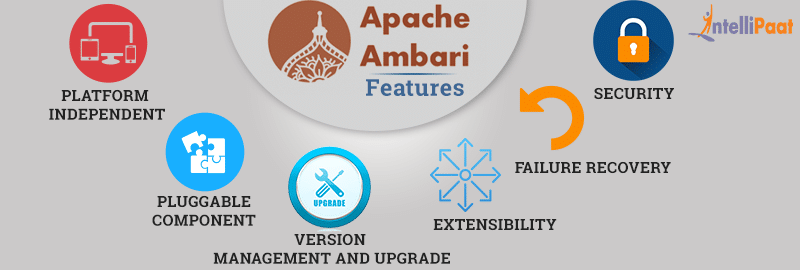 Apache
Ambari
Features
IntelliPaat
PLATFORM
INDEPENDENT
PLUGGABLE
COMPONENT
UPGRADE
VERSION
MANAGEMENT AND UPGRADE
EXTENSIBILITY
FAILURE RECOVERY
SECURITY